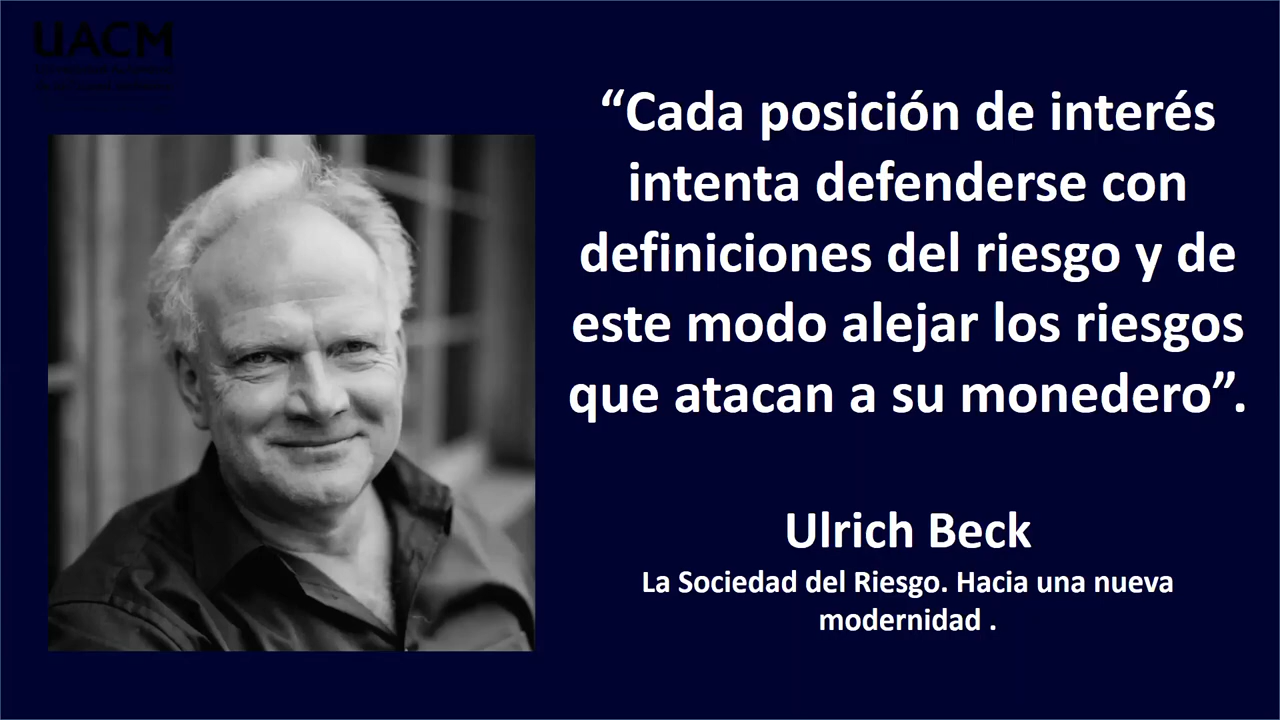 UACM
“Cada posición de interés
intenta defenderse con
definiciones del riesgo y de
este modo alejar los riesgos
que atacan a su monedero”.
Ulrich Beck
La Sociedad del Riesgo. Hacia una nueva
modernidad .